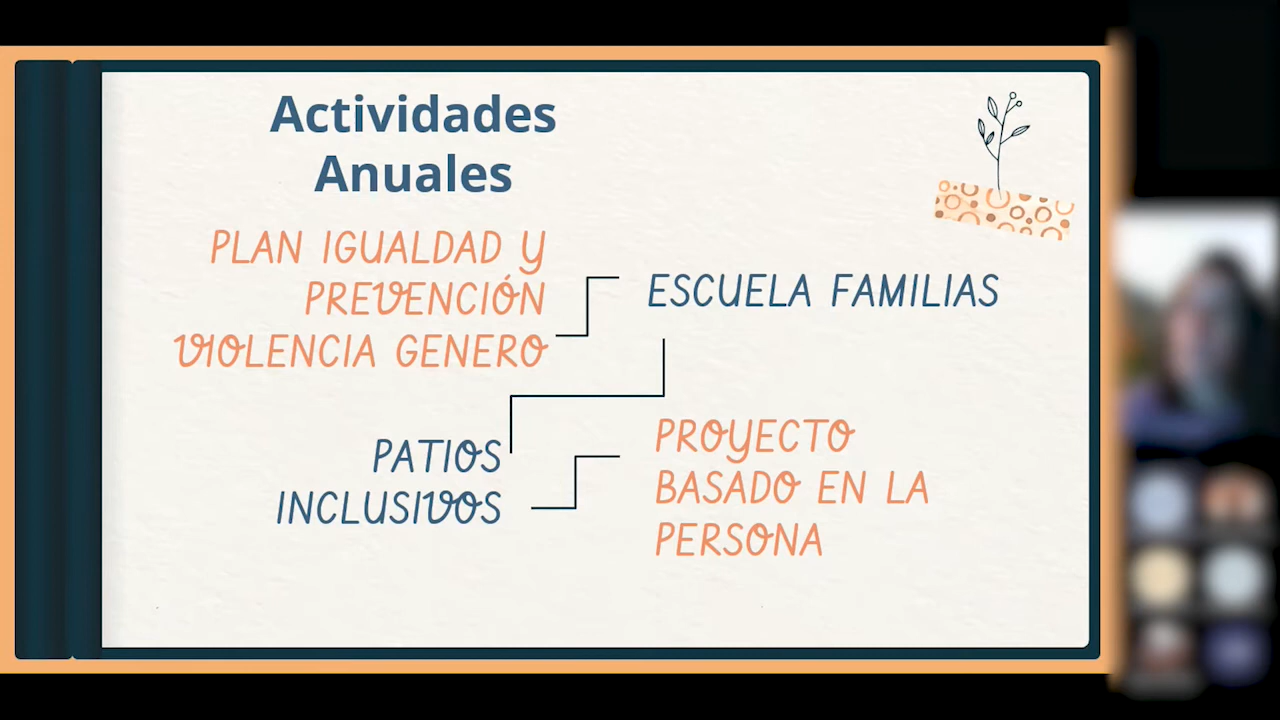 Actividades
Anuales
PLAN IGUALDAD Y
PREVENCIÓN
VIOLENCIA GENERO
ESCUELA FAMILIAS
PATIOS
INCLUSIVOS
PROYECTO
BASADO EN LA
PERSONA